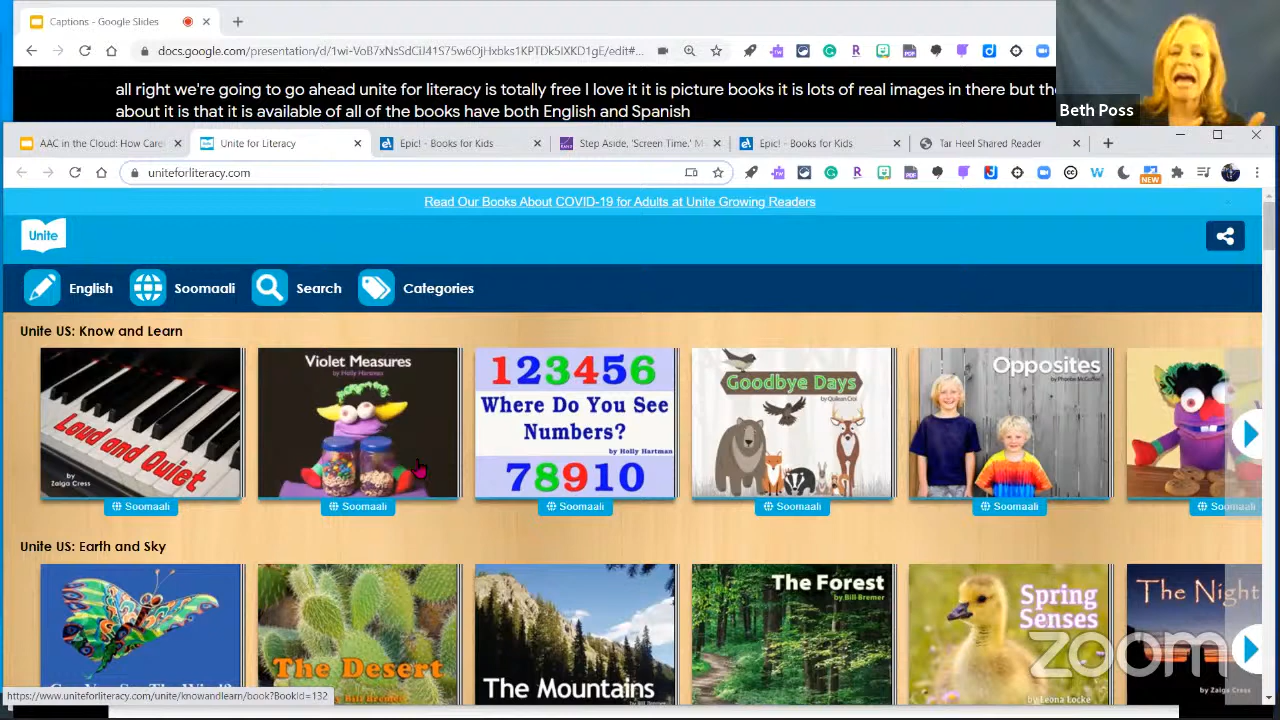 Captions - Google Slides
docs.google.com/presentation/d/1wi-VoB7xNsSdCiJ41S75w6OjHxbks1KPTDk5IXKD1gE/edit#...
all right we're going to go ahead unite for literacy is totally free I love it it is picture books it is lots of real images in there but the
about it is that it is available of all of the books have both English and Spanish
Beth Poss
AAC in the Cloud: How Care
Unite for Literacy
Epic! - Books for Kids
Step Aside, 'Screen Time.' M
Epic! - Books for Kids
Tar Heel Shared Reader
uniteforliteracy.com
NEW
Read Our Books About COVID-19 for Adults at Unite Growing Readers
Unite
English
Soomaali
Search
Categories
Unite US: Know and Learn
Loud and Quiet
by
Zaiga Cress
Soomaali
Violet Measures
by Holly Hartman
Soomaali
123456
Where Do You See
Numbers?
by Holly Hartman
78910
Soomaali
Goodbye Days
Soomaali
Opposites
Soomaali
Soomaali
Unite US: Earth and Sky
Can You See The Wind?
The Desert
The Mountains
The Forest
by Bill Bremer
Spring
Senses
by Leona Locke
The Night
by Zaiga Cress
zoom
https://www.uniteforliteracy.com/unite/knowandlearn/book?BookId=132